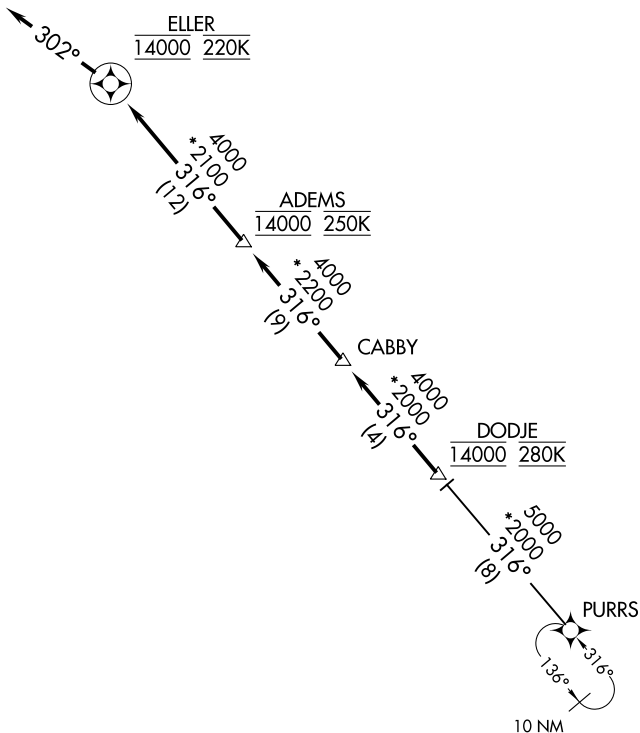 ELLER
14000 220K
302°
4000
*2100
316°
(12)
ADEMS
14000 250K
4000
*2200
316°
(9)
CABBY
4000
*2000
316°
(4)
DODJE
14000 280K
5000
*2000
316°
(8)
PURRS
316°
136°
10 NM